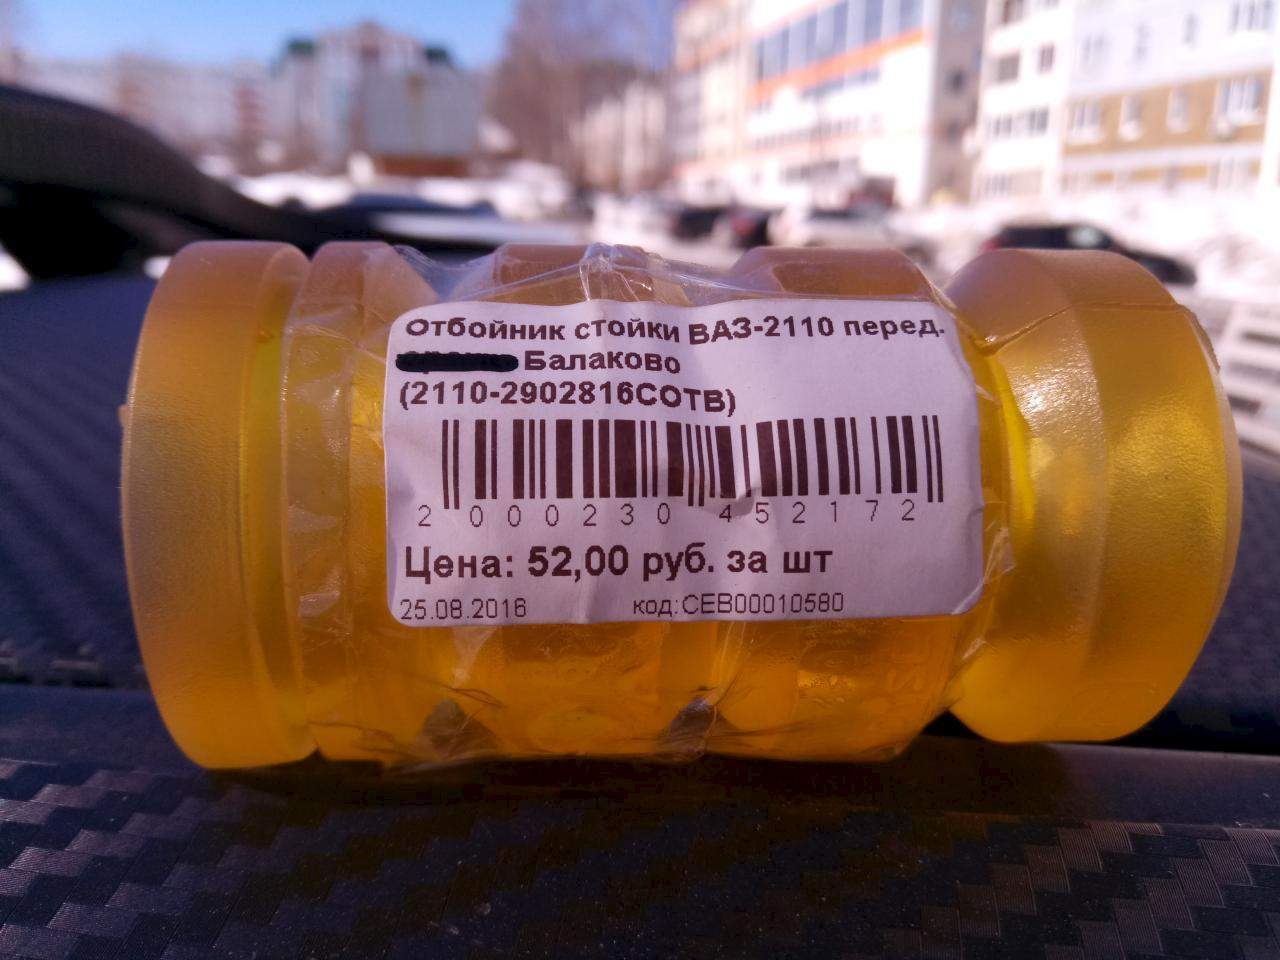 Отбойник стойки ВАЗ-2110 перед.
Балаково
(2110-2902816СОТВ)
2 000230 452172
Цена: 52,00 руб. за шт
25.08.2016 код:СЕВ00010580